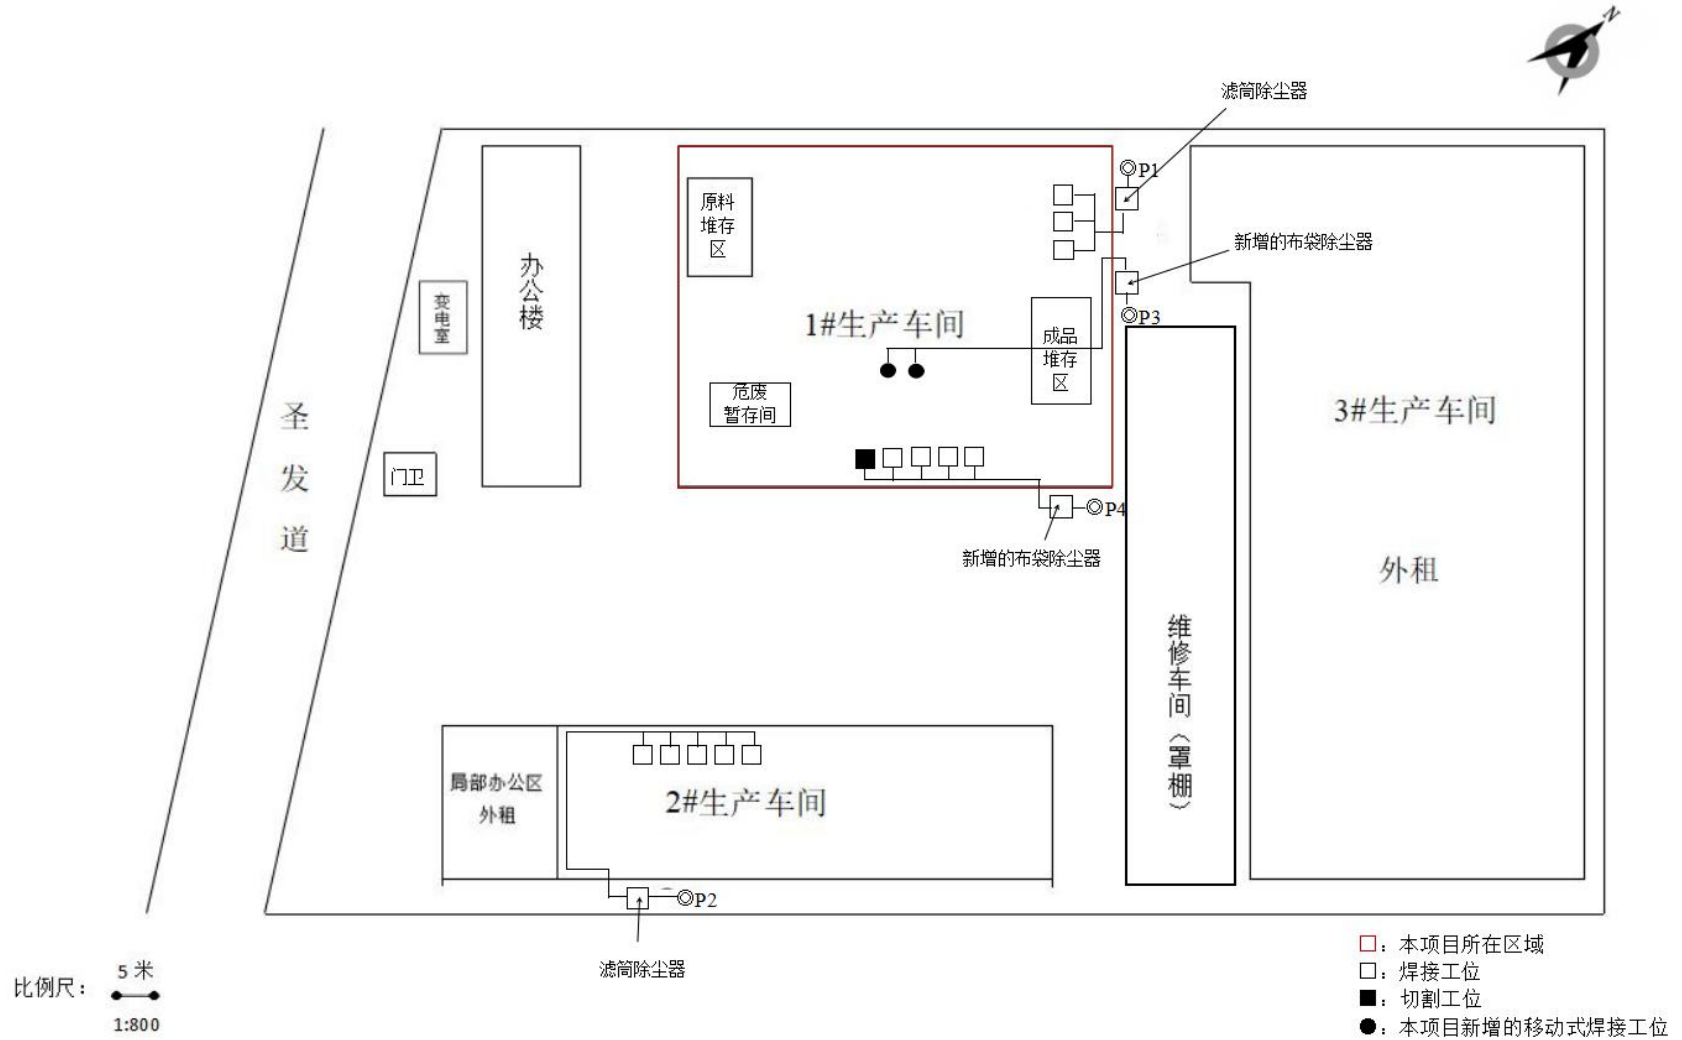 N
滤筒除尘器
P1
原料
堆存
区
新增的布袋除尘器
办公楼
变电室
P3
1#生产车间
成品
堆存
区
危废
暂存间
3#生产车间
圣发道
门卫
P4
新增的布袋除尘器
外租
维修车间（罩棚）
局部办公区
外租
2#生产车间
P2
滤筒除尘器
□：本项目所在区域
□：焊接工位
■：切割工位
●：本项目新增的移动式焊接工位
比例尺：
5 米
1:800